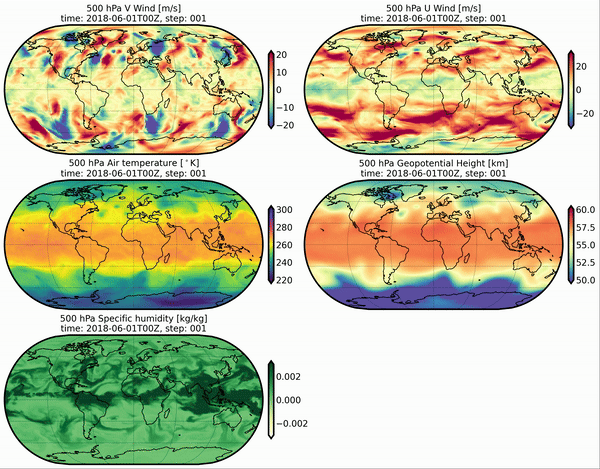 500 hPa V Wind [m/s]
time: 2018-06-01T00Z, step: 001
20
10
0
−10
−20
500 hPa U Wind [m/s]
time: 2018-06-01T00Z, step: 001
20
0
−20
500 hPa Air temperature [°K]
time: 2018-06-01T00Z, step: 001
300
280
260
240
220
500 hPa Geopotential Height [km]
time: 2018-06-01T00Z, step: 001
60.0
57.5
55.0
52.5
50.0
500 hPa Specific humidity [kg/kg]
time: 2018-06-01T00Z, step: 001
0.002
0.000
−0.002